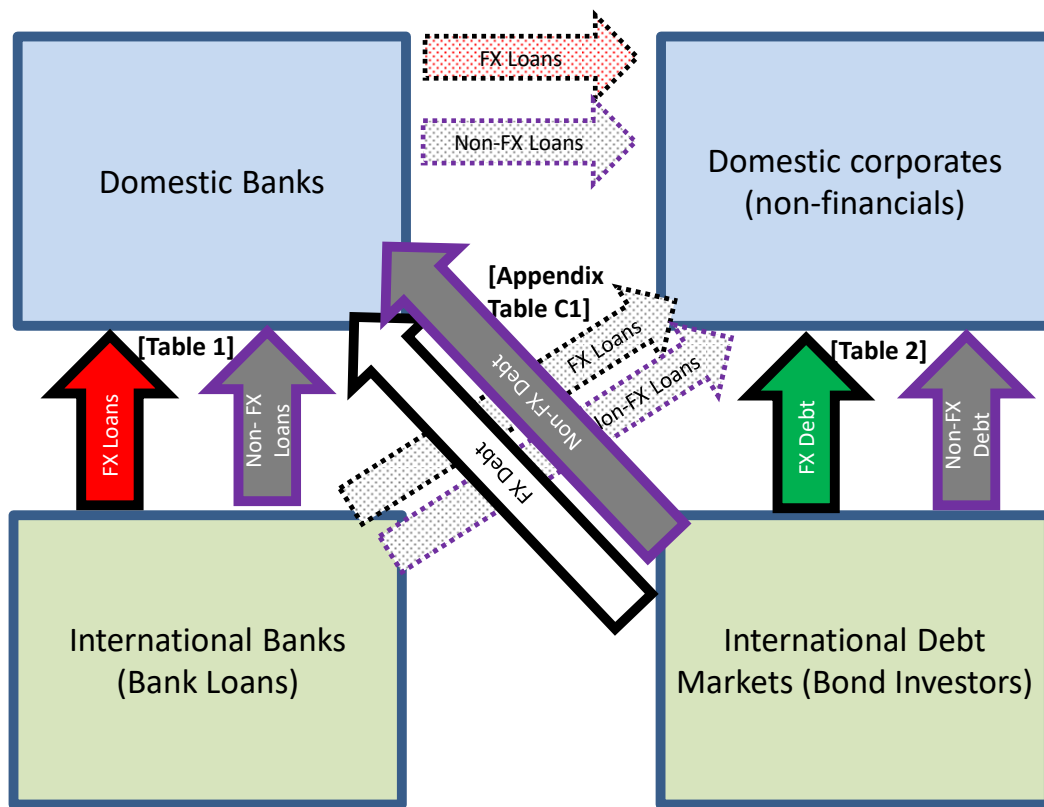 FX Loans
Non-FX Loans
Domestic Banks
Domestic corporates
(non-financials)
[Appendix
Table C1]
[Table 1]
[Table 2]
FX Loans
Non- FX
Loans
FX Loans
Non-FX Loans
Non-FX Debt
FX Debt
FX Debt
Non-FX
Debt
International Banks
(Bank Loans)
International Debt
Markets (Bond Investors)